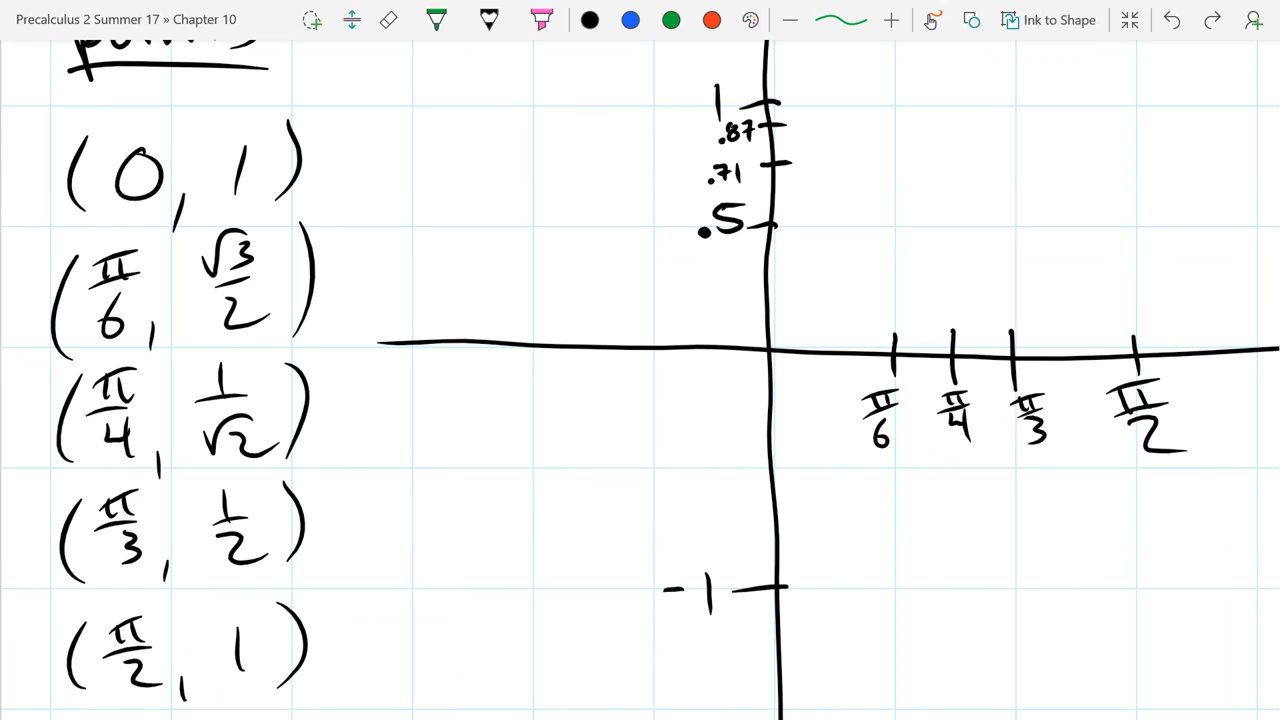 Precalculus 2 Summer 17 » Chapter 10
Ink to Shape
points
(0, 1)
(π/6, √3/2)
(π/4, 1/√2)
(π/3, 1/2)
(π/2, 1)
1
.87
.71
.5
π/6 π/4 π/3 π/2
-1